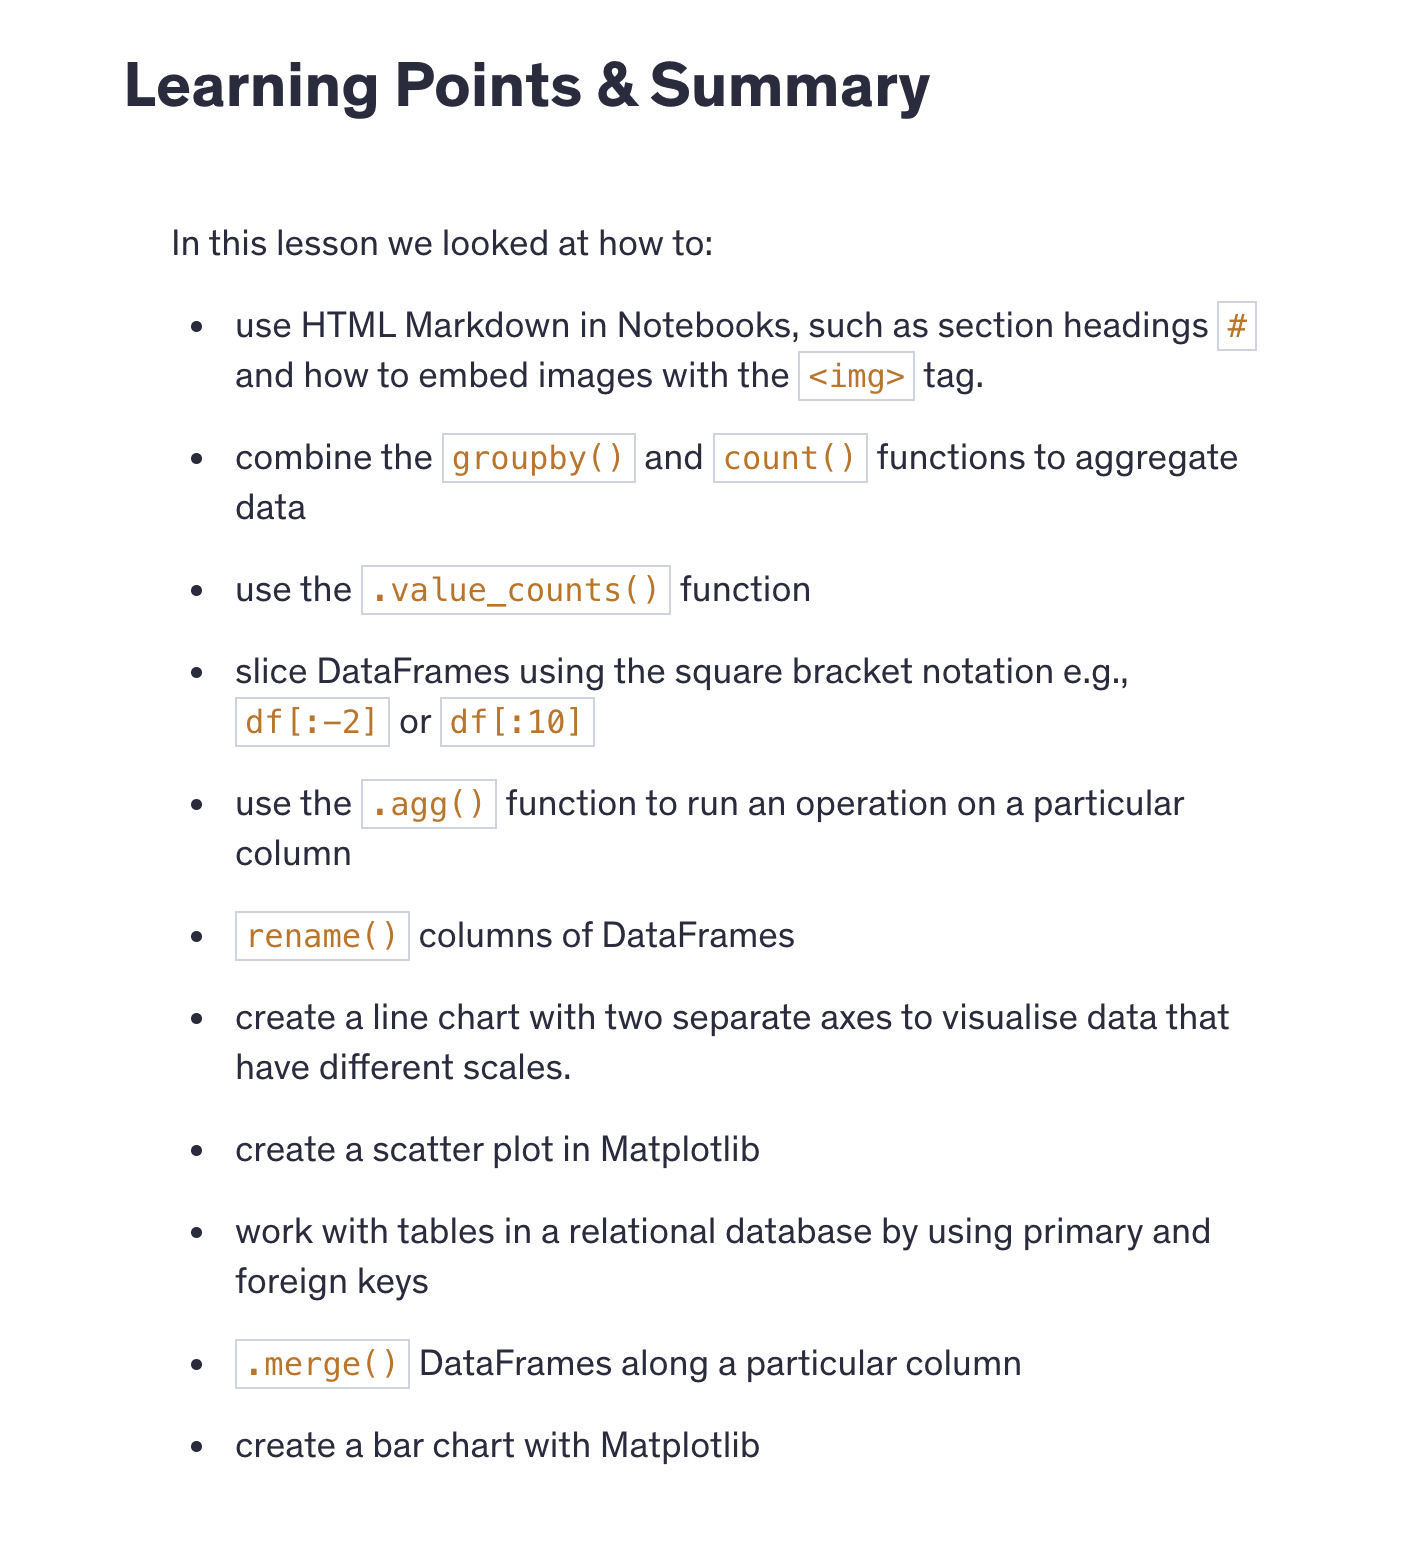 Learning Points & Summary
In this lesson we looked at how to:
use HTML Markdown in Notebooks, such as section headings #
and how to embed images with the <img> tag.
combine the groupby() and count() functions to aggregate
data
use the .value_counts() function
slice DataFrames using the square bracket notation e.g.,
df[:-2] or df[:10]
use the .agg() function to run an operation on a particular
column
rename() columns of DataFrames
create a line chart with two separate axes to visualise data that
have different scales.
create a scatter plot in Matplotlib
work with tables in a relational database by using primary and
foreign keys
.merge() DataFrames along a particular column
create a bar chart with Matplotlib